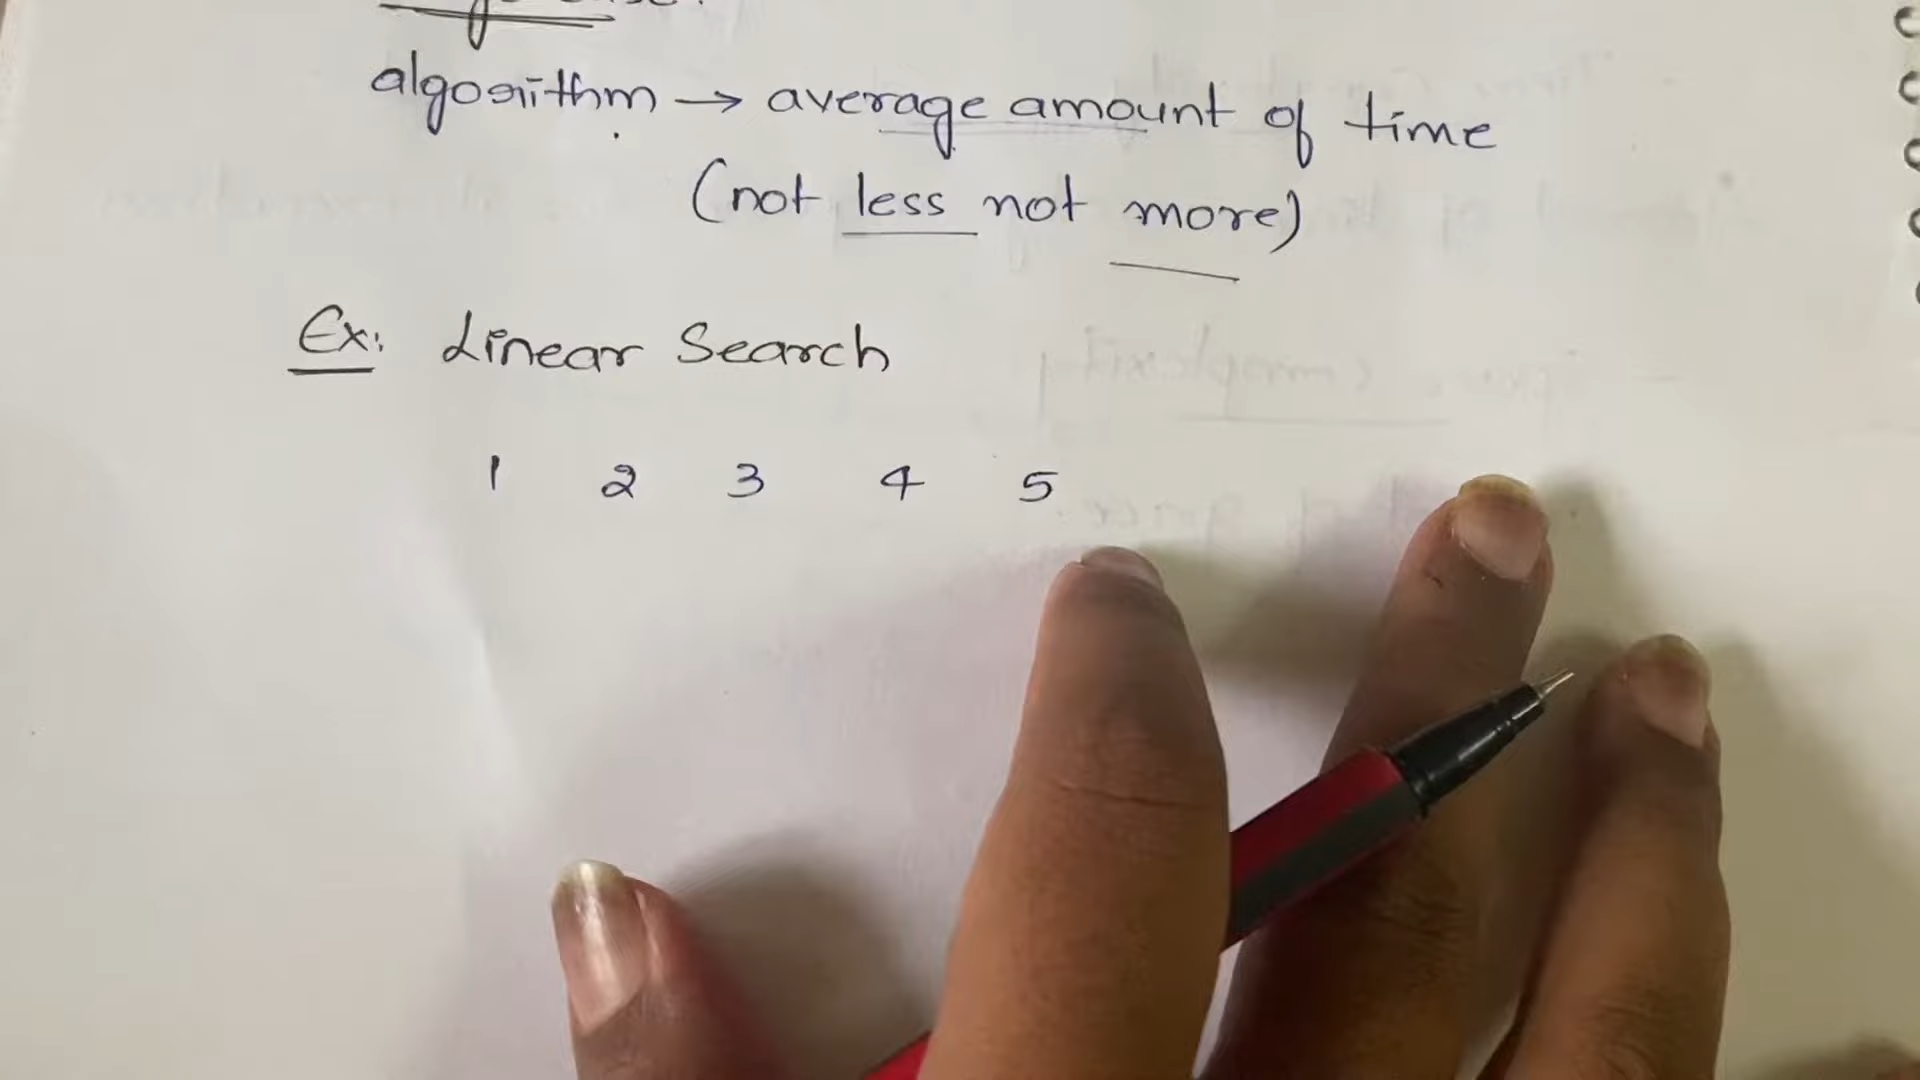 algorithm → average amount of time
(not less not more)
Ex: Linear Search
1 2 3 4 5